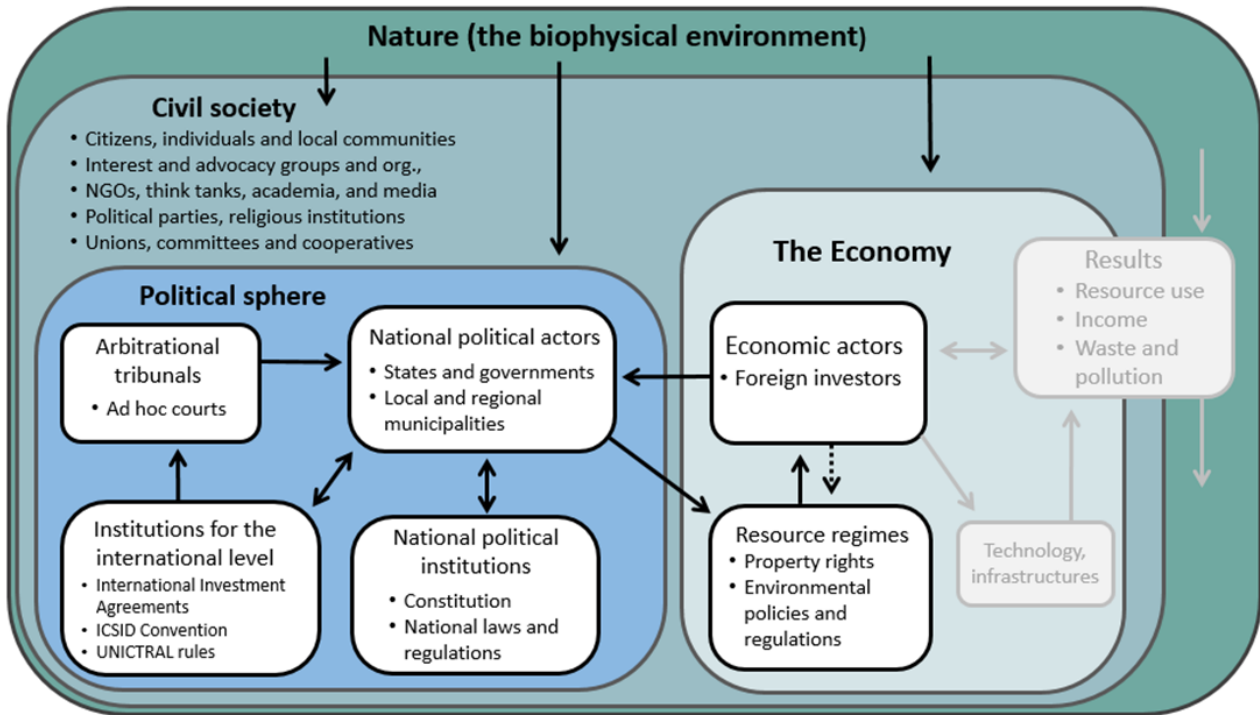 Nature (the biophysical environment)
Civil society
• Citizens, individuals and local communities
• Interest and advocacy groups and org.,
• NGOs, think tanks, academia, and media
• Political parties, religious institutions
• Unions, committees and cooperatives
Political sphere
Arbitrational
tribunals
• Ad hoc courts
National political actors
• States and governments
• Local and regional
municipalities
Institutions for the
international level
• International Investment
Agreements
• ICSID Convention
• UNICTRAL rules
National political
institutions
• Constitution
• National laws and
regulations
The Economy
Economic actors
• Foreign investors
Resource regimes
• Property rights
• Environmental
policies and
regulations
Results
• Resource use
• Income
• Waste and
pollution
Technology,
infrastructures